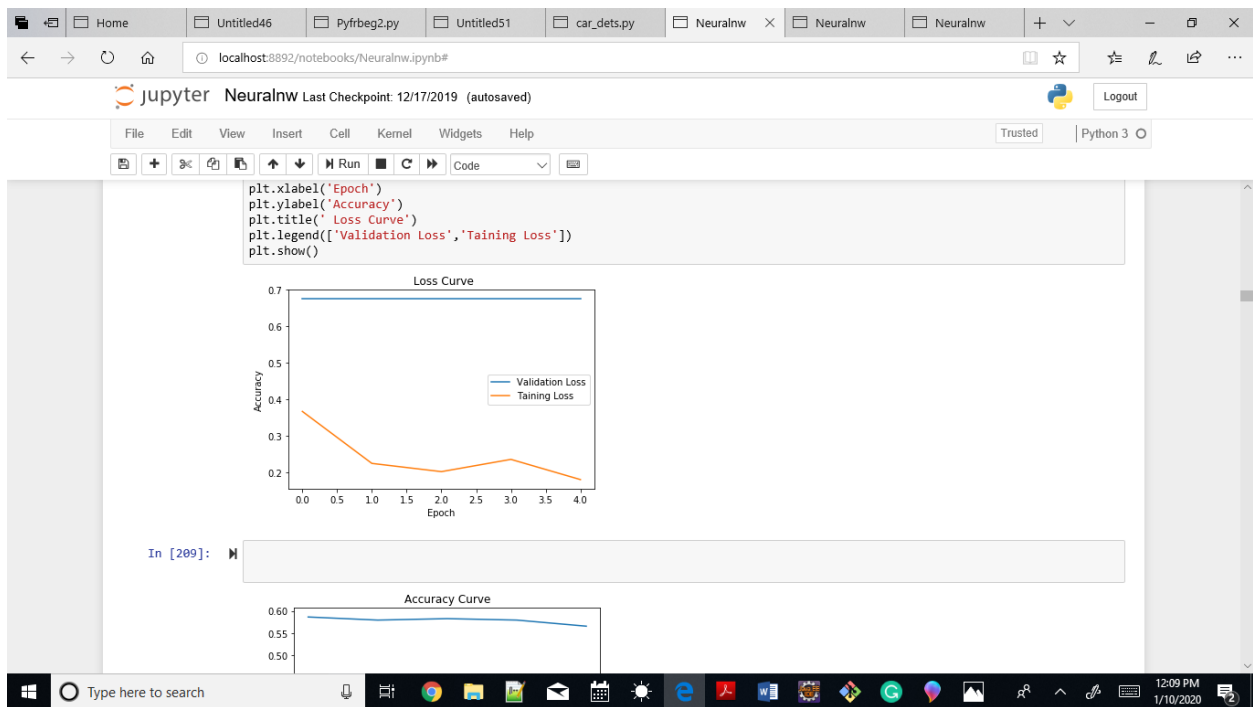 Home
Untitled46
Pyfrbeg2.py
Untitled51
car_dets.py
Neuralnw
Neuralnw
Neuralnw
localhost:8892/notebooks/Neuralnw.ipynb#
jupyter Neuralnw Last Checkpoint: 12/17/2019 (autosaved)
Logout
File Edit View Insert Cell Kernel Widgets Help
Trusted
Python 3
Run
Code
plt.xlabel('Epoch')
plt.ylabel('Accuracy')
plt.title(' Loss Curve')
plt.legend(['Validation Loss','Taining Loss'])
plt.show()
Loss Curve
0.7
0.6
0.5
0.4
0.3
0.2
Accuracy
Validation Loss
Taining Loss
0.0 0.5 1.0 1.5 2.0 2.5 3.0 3.5 4.0
Epoch
In [209]:
Accuracy Curve
0.60
0.55
0.50
Type here to search
12:09 PM
1/10/2020
2